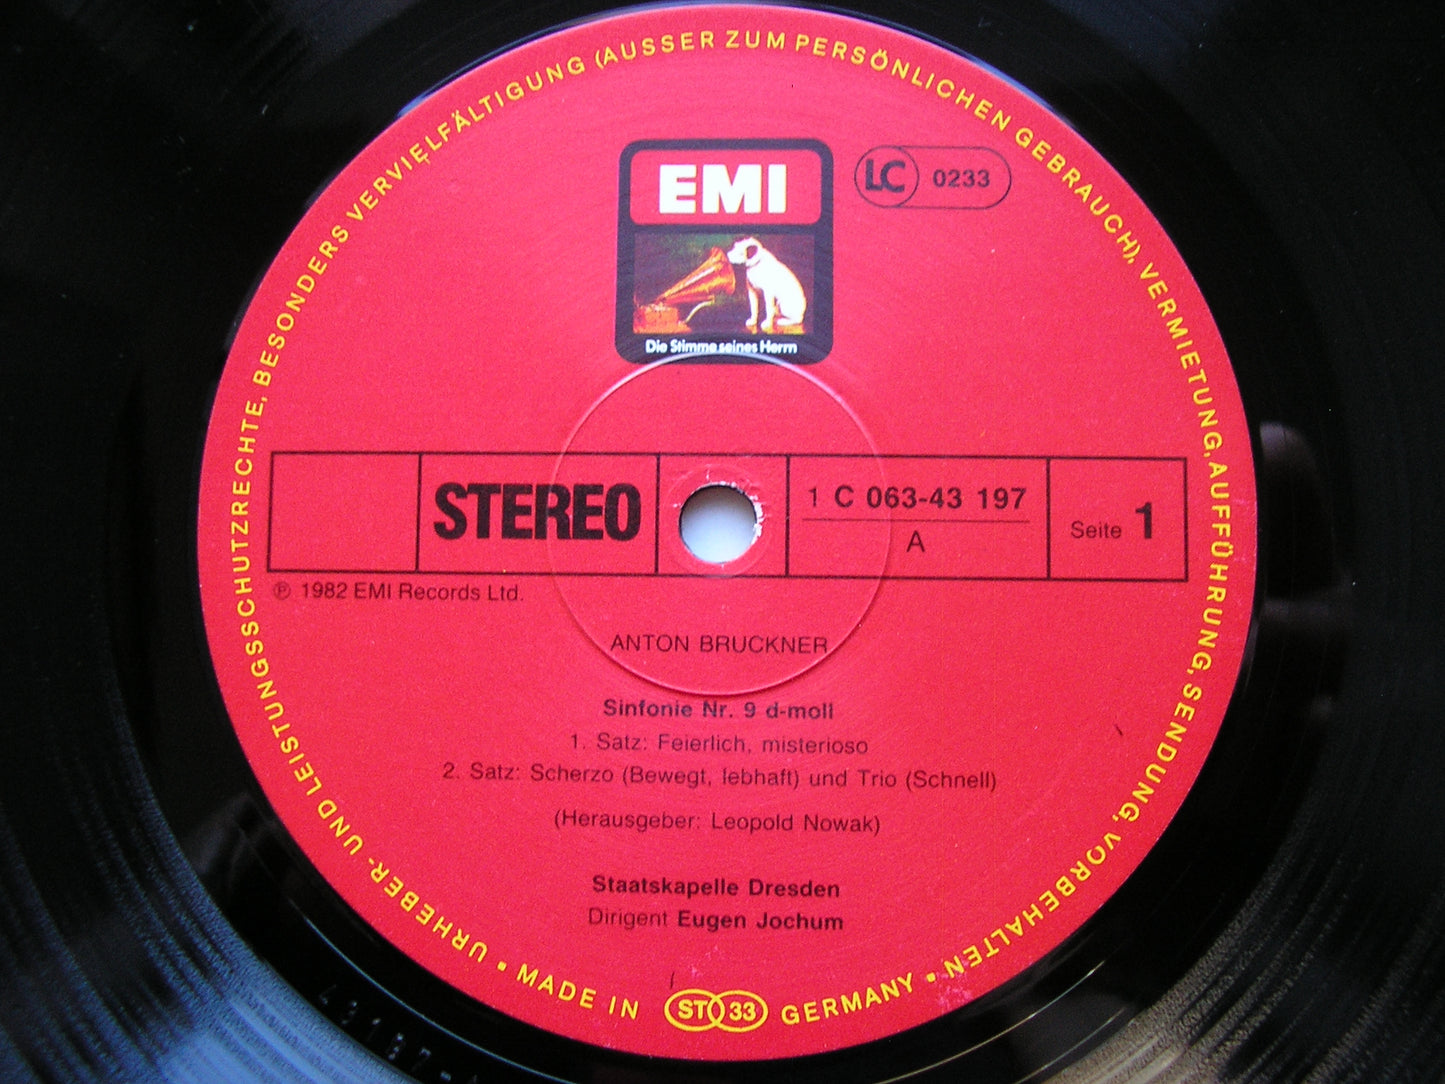 URHEBER- UND LEISTUNGSSCHUTZRECHTE, BESONDERS VERVIELFÄLTIGUNG (AUSSER ZUM PERSÖNLICHEN GEBRAUCH), VERMIETUNG, AUFFÜHRUNG, SENDUNG, VORBEHALTEN •
EMI
LC 0233
Die Stimme seines Herrn
STEREO
1 C 063-43 197
A
Seite 1
℗ 1982 EMI Records Ltd.
ANTON BRUCKNER
Sinfonie Nr. 9 d-moll
1. Satz: Feierlich, misterioso
2. Satz: Scherzo (Bewegt, lebhaft) und Trio (Schnell)
(Herausgeber: Leopold Nowak)
Staatskapelle Dresden
Dirigent Eugen Jochum
• MADE IN ST 33 GERMANY